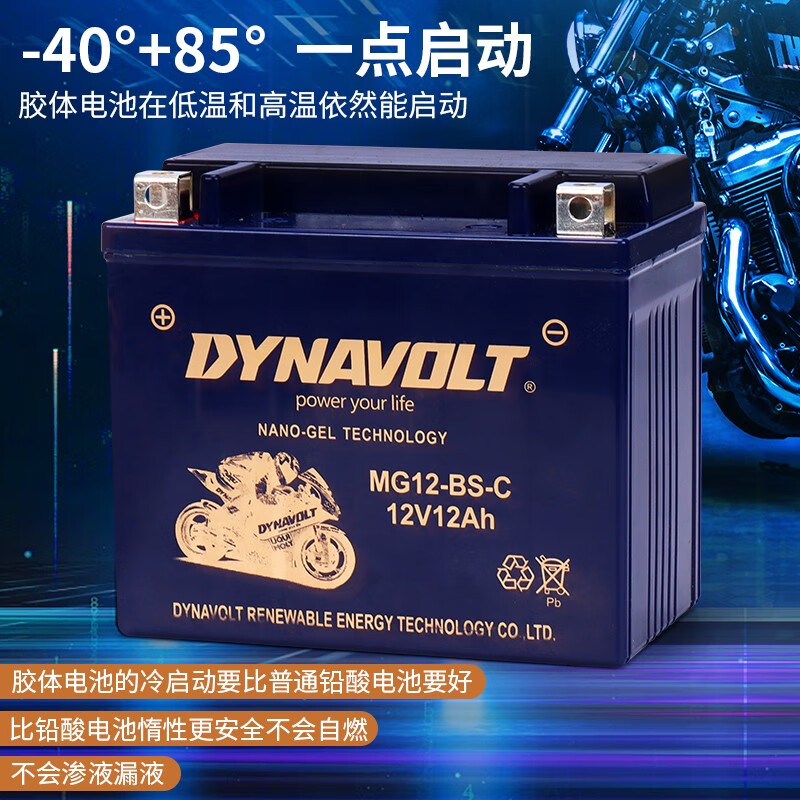 -40°+85° 一点启动
胶体电池在低温和高温依然能启动
TH
DYNAVOLT®
power your life
NANO-GEL TECHNOLOGY
MG12-BS-C
12V12Ah
DYNAVOLT
LIQUI
MOLY
Pb
DYNAVOLT RENEWABLE ENERGY TECHNOLOGY CO.,LTD.
胶体电池的冷启动要比普通铅酸电池要好
比铅酸电池惰性更安全不会自燃
不会渗液漏液
4